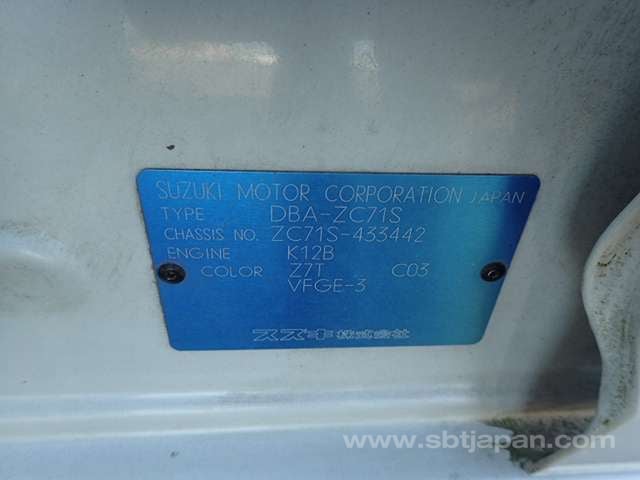 SUZUKI MOTOR CORPORATION JAPAN
TYPE DBA-ZC71S
CHASSIS NO. ZC71S-433442
ENGINE K12B
COLOR Z7T C03
VFGE-3
スズキ株式会社
www.sbtjapan.com